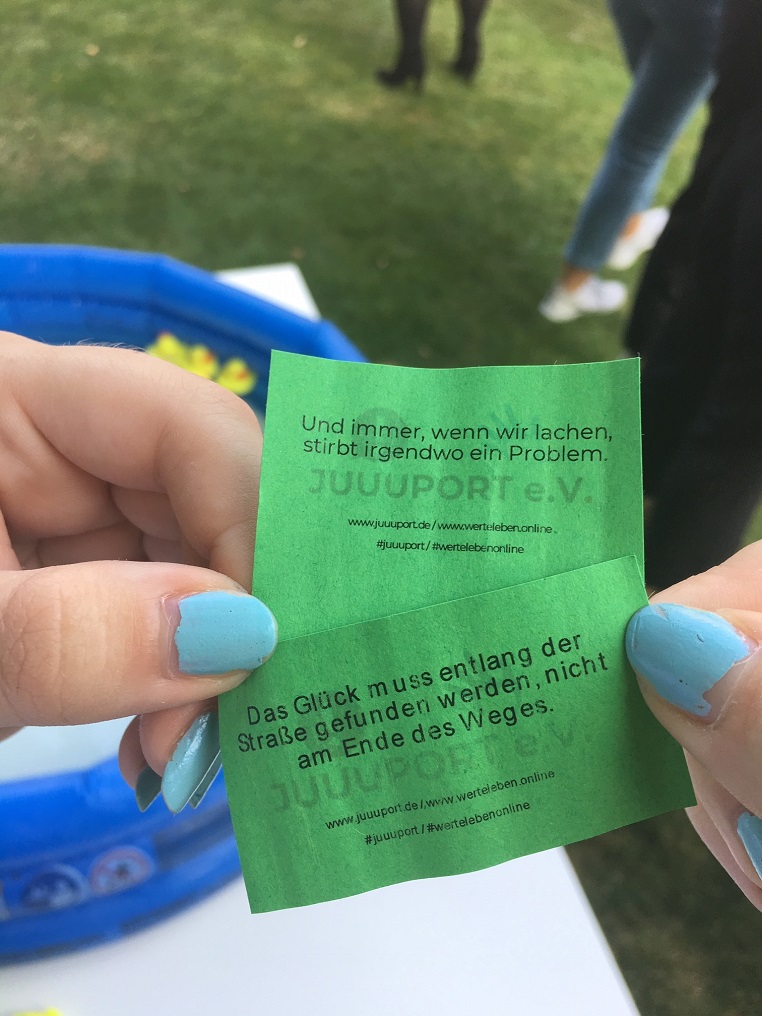 Und immer, wenn wir lachen,
stirbt irgendwo ein Problem.
JUUUPORT e.V.
www.juuuport.de / www.werteleben.online
#juuuport / #wertelebenonline
Das Glück muss entlang der
Straße gefunden werden, nicht
am Ende des Weges.
JUUUPORT e.V.
www.juuuport.de / www.werteleben.online
#juuuport / #wertelebenonline